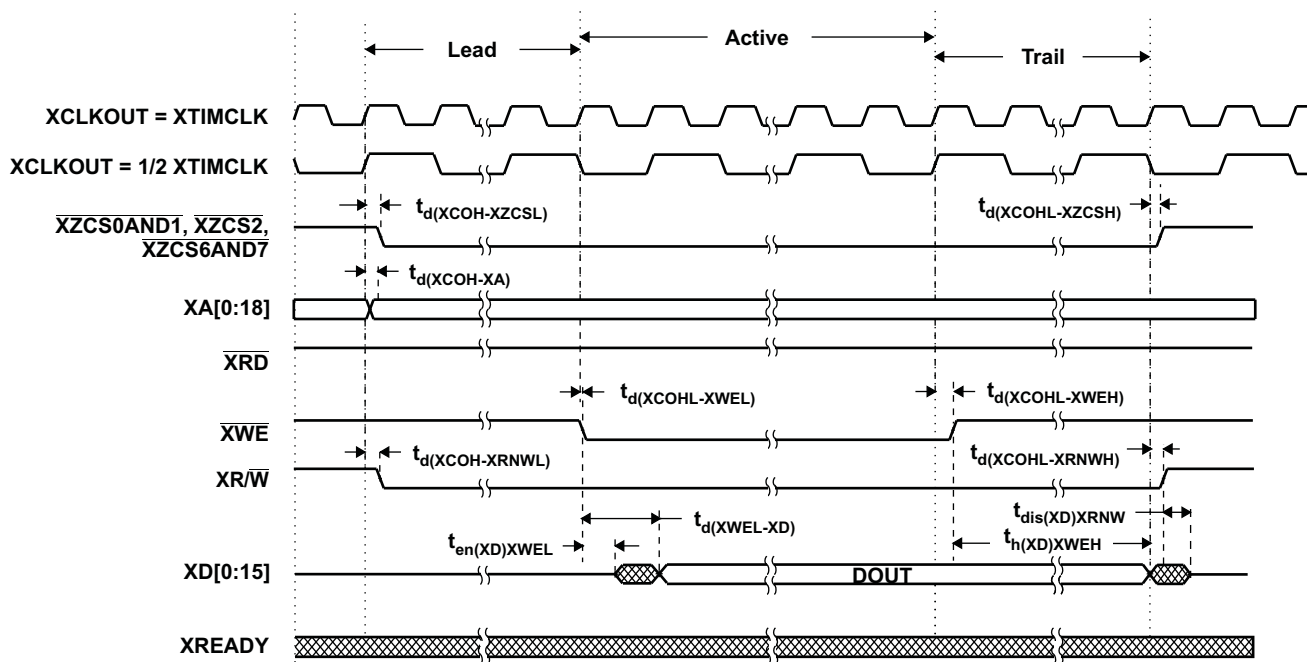 Lead
Active
Trail
XCLKOUT = XTIMCLK
XCLKOUT = 1/2 XTIMCLK
td(XCOH-XZCSL)
td(XCOHL-XZCSH)
XZCS0AND1, XZCS2,
XZCS6AND7
td(XCOH-XA)
XA[0:18]
XRD
td(XCOHL-XWEL)
td(XCOHL-XWEH)
XWE
td(XCOH-XRNWL)
td(XCOHL-XRNWH)
XR/W
td(XWEL-XD)
tdis(XD)XRNW
ten(XD)XWEL
th(XD)XWEH
XD[0:15]
DOUT
XREADY